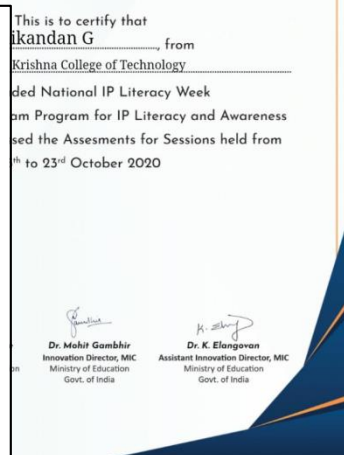 This is to certify that
ikandan G, from
Krishna College of Technology
ded National IP Literacy Week
am Program for IP Literacy and Awareness
sed the Assesments for Sessions held from
th to 23rd October 2020
K. Elang
Dr. Mohit Gambhir
Dr. K. Elangovan
Innovation Director, MIC
Assistant Innovation Director, MIC
on
Ministry of Education
Ministry of Education
Govt. of India
Govt. of India